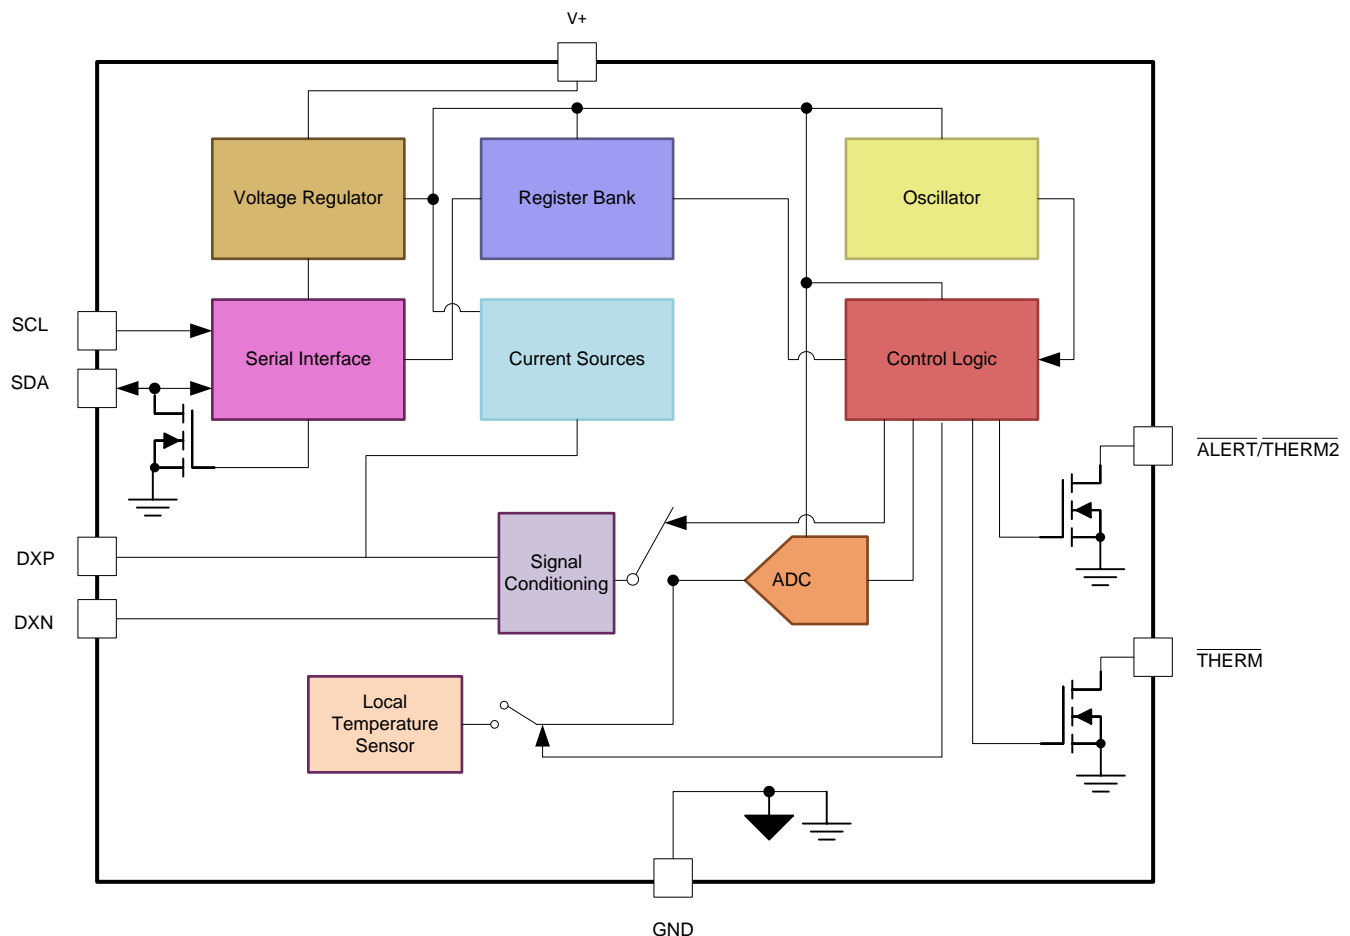 V+
Voltage Regulator
Register Bank
Oscillator
SCL
Serial Interface
Current Sources
Control Logic
SDA
ALERT/THERM2
DXP
Signal
Conditioning
ADC
DXN
THERM
Local
Temperature
Sensor
GND